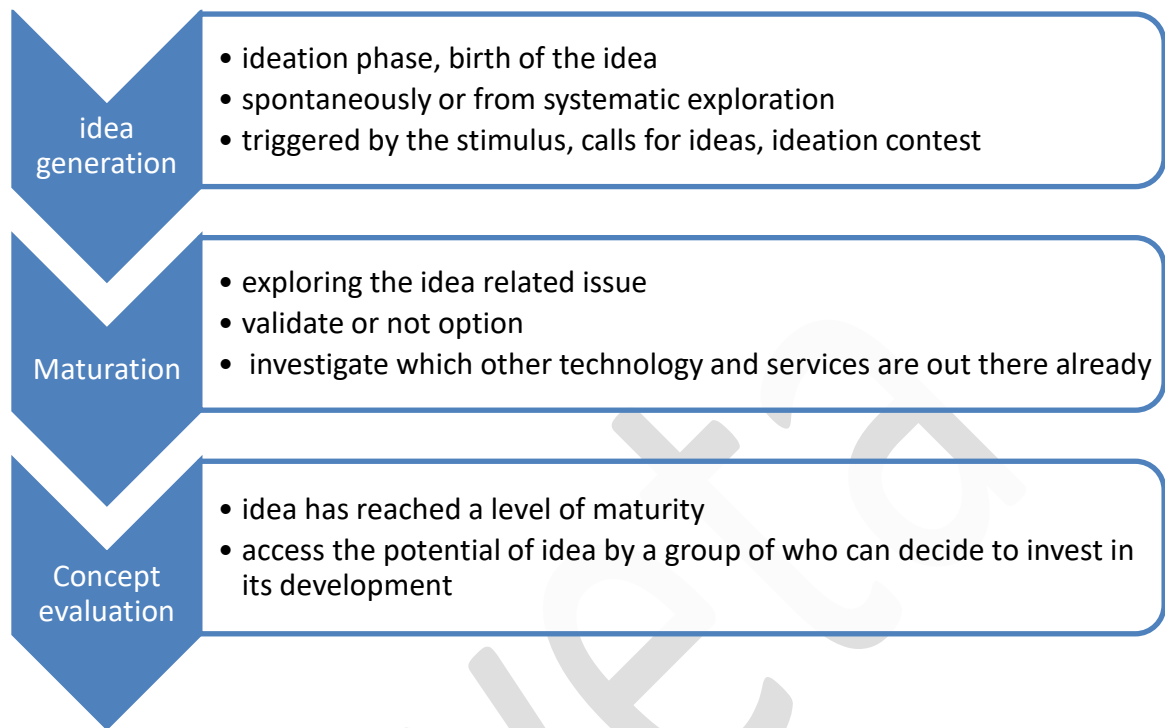 idea
generation
• ideation phase, birth of the idea
• spontaneously or from systematic exploration
• triggered by the stimulus, calls for ideas, ideation contest
Maturation
• exploring the idea related issue
• validate or not option
• investigate which other technology and services are out there already
Concept
evaluation
• idea has reached a level of maturity
• access the potential of idea by a group of who can decide to invest in
its development